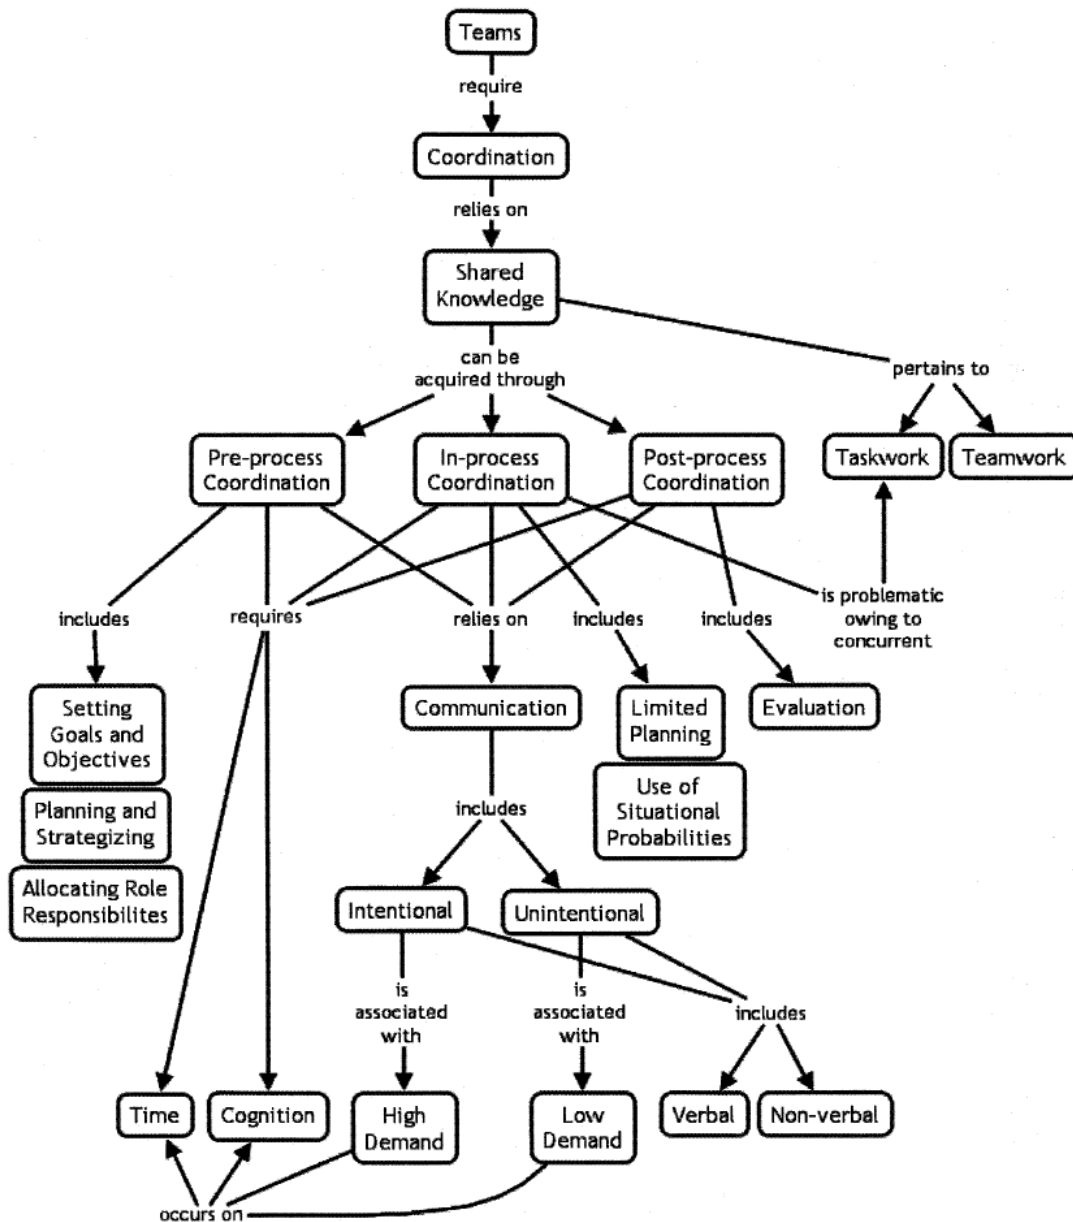 Teams
require
Coordination
relies on
Shared
Knowledge
can be
acquired through
pertains to
Pre-process
Coordination
In-process
Coordination
Post-process
Coordination
Taskwork
Teamwork
includes
requires
relies on
includes
includes
is problematic
owing to
concurrent
Setting
Goals and
Objectives
Planning and
Strategizing
Allocating Role
Responsibilites
Communication
Limited
Planning
Use of
Situational
Probabilities
Evaluation
includes
Intentional
Unintentional
is
associated
with
is
associated
with
includes
Time
Cognition
High
Demand
Low
Demand
Verbal
Non-verbal
occurs on